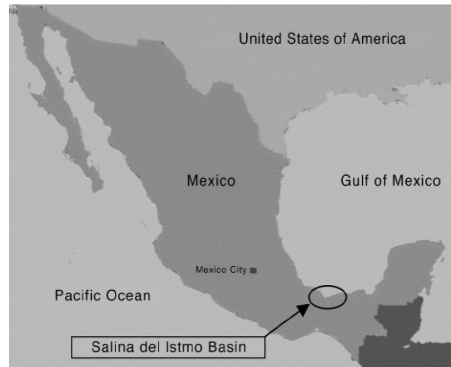 United States of America
Mexico
Gulf of Mexico
Mexico City
Pacific Ocean
Salina del Istmo Basin